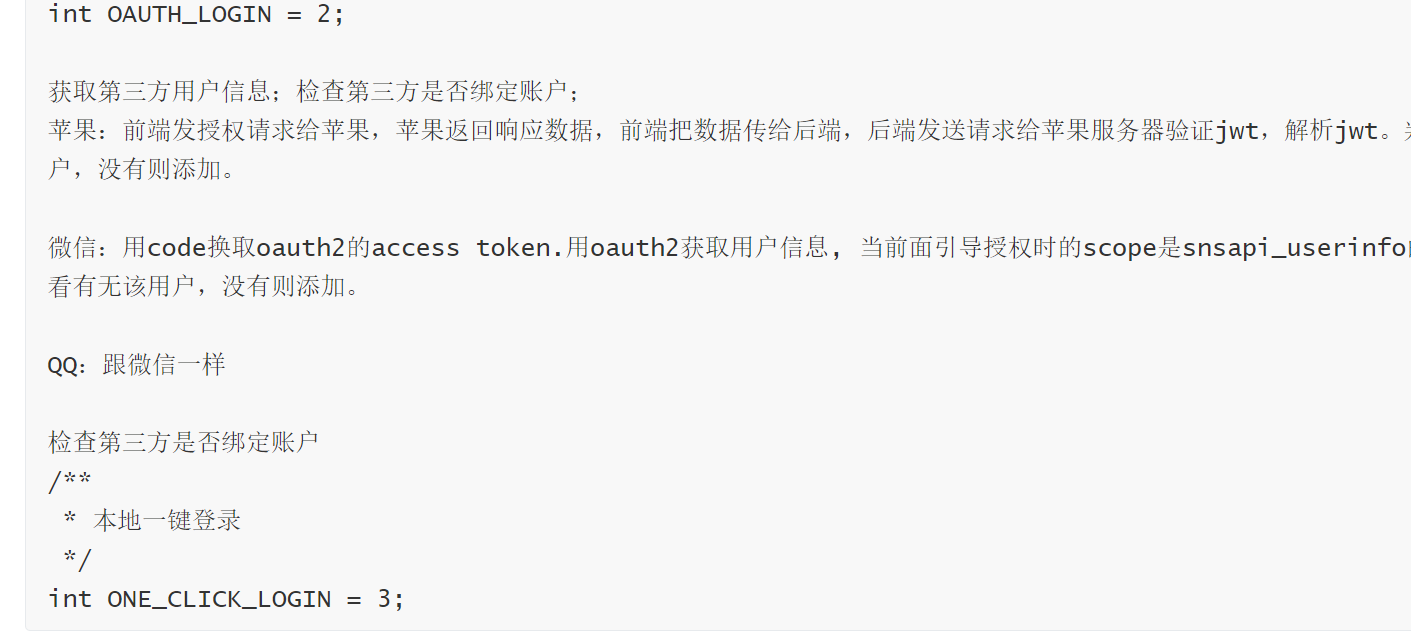 int OAUTH_LOGIN = 2;
获取第三方用户信息；检查第三方是否绑定账户；
苹果：前端发授权请求给苹果，苹果返回响应数据，前端把数据传给后端，后端发送请求给苹果服务器验证jwt，解析jwt。
户，没有则添加。
微信：用code换取oauth2的access token.用oauth2获取用户信息, 当前面引导授权时的scope是snsapi_userinfo
看有无该用户，没有则添加。
QQ：跟微信一样
检查第三方是否绑定账户
/**
* 本地一键登录
*/
int ONE_CLICK_LOGIN = 3;